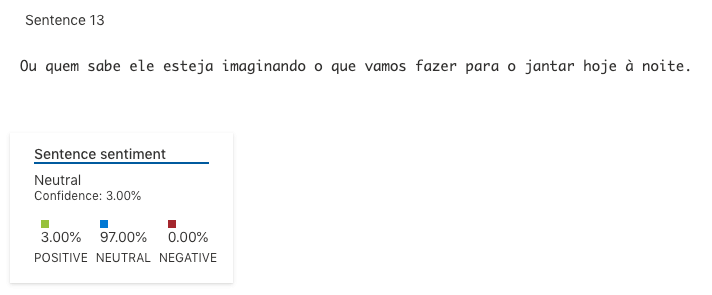 Sentence 13
Ou quem sabe ele esteja imaginando o que vamos fazer para o jantar hoje à noite.
Sentence sentiment
Neutral
Confidence: 3.00%
3.00% 97.00% 0.00%
POSITIVE NEUTRAL NEGATIVE